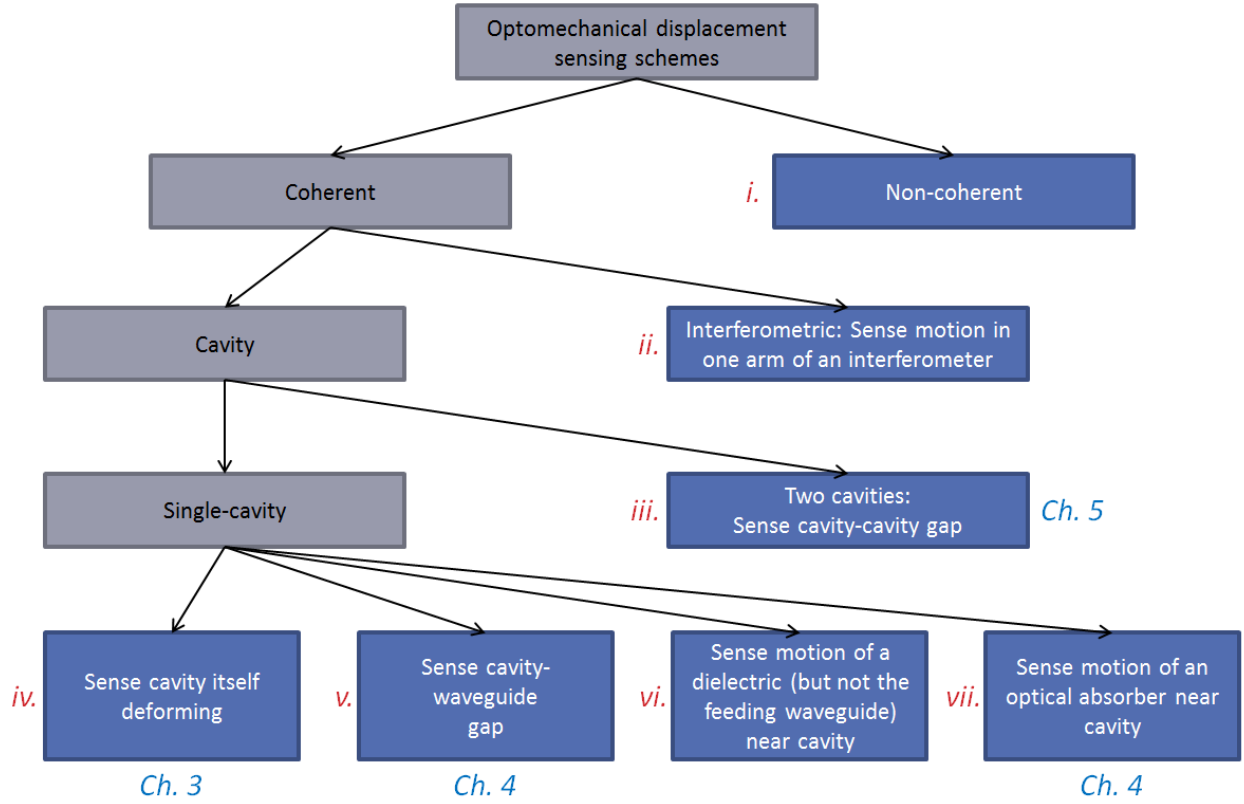 Optomechanical displacement
sensing schemes
Coherent
i.
Non-coherent
Cavity
ii.
Interferometric: Sense motion in
one arm of an interferometer
Single-cavity
iii.
Two cavities:
Sense cavity-cavity gap
Ch. 5
iv.
Sense cavity itself
deforming
Ch. 3
v.
Sense cavity-
waveguide
gap
Ch. 4
vi.
Sense motion of a
dielectric (but not the
feeding waveguide)
near cavity
vii.
Sense motion of an
optical absorber near
cavity
Ch. 4